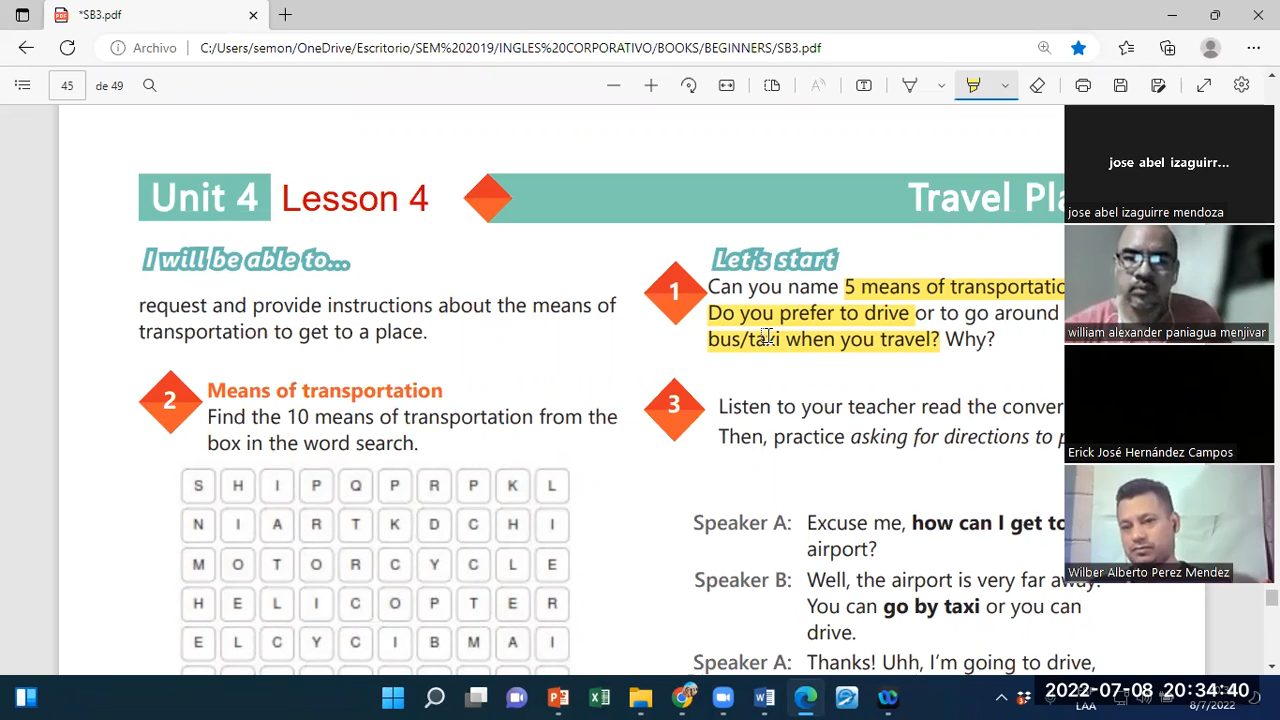 *SB3.pdf
Archivo
C:/Users/semon/OneDrive/Escritorio/SEM%202019/INGLES%20CORPORATIVO/BOOKS/BEGINNERS/SB3.pdf
45 de 49
Unit 4 Lesson 4
Travel Pla
I will be able to...
request and provide instructions about the means of
transportation to get to a place.
2 Means of transportation
Find the 10 means of transportation from the
box in the word search.
S H I P Q P R P K L
N I A R T K D C H I
M O T O R C Y C L E
H E L I C O P T E R
E L C Y C I B M A I
Let's start
1 Can you name 5 means of transportatio
Do you prefer to drive or to go around
bus/taxi when you travel? Why?
3 Listen to your teacher read the conver
Then, practice asking for directions to p
Speaker A: Excuse me, how can I get to
airport?
Speaker B: Well, the airport is very far away.
You can go by taxi or you can
drive.
Speaker A: Thanks! Uhh, I'm going to drive,
jose abel izaguirr...
jose abel izaguirre mendoza
william alexander paniagua menjivar
Erick José Hernández Campos
Wilber Alberto Perez Mendez
2022-07-08 20:34:40
LAA
8/7/2022